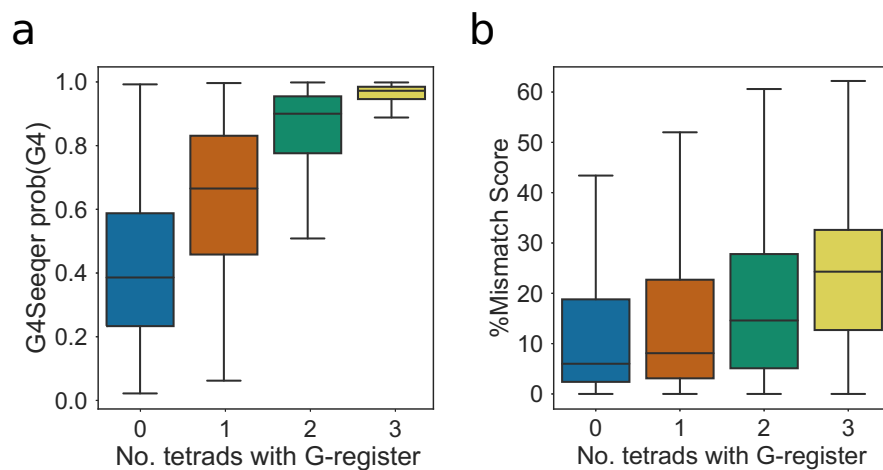 a
G4Seeqer prob(G4)
1.0
0.8
0.6
0.4
0.2
0.0
0 1 2 3
No. tetrads with G-register
b
%Mismatch Score
60
50
40
30
20
10
0
0 1 2 3
No. tetrads with G-register